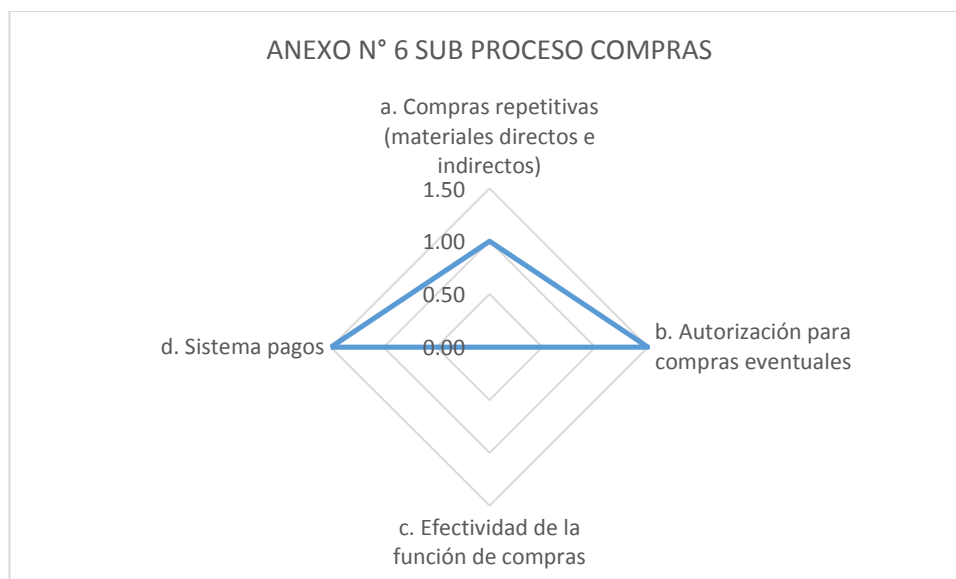 ANEXO N° 6 SUB PROCESO COMPRAS
a. Compras repetitivas
(materiales directos e
indirectos)
1.50
1.00
0.50
0.00
b. Autorización para
compras eventuales
d. Sistema pagos
c. Efectividad de la
función de compras